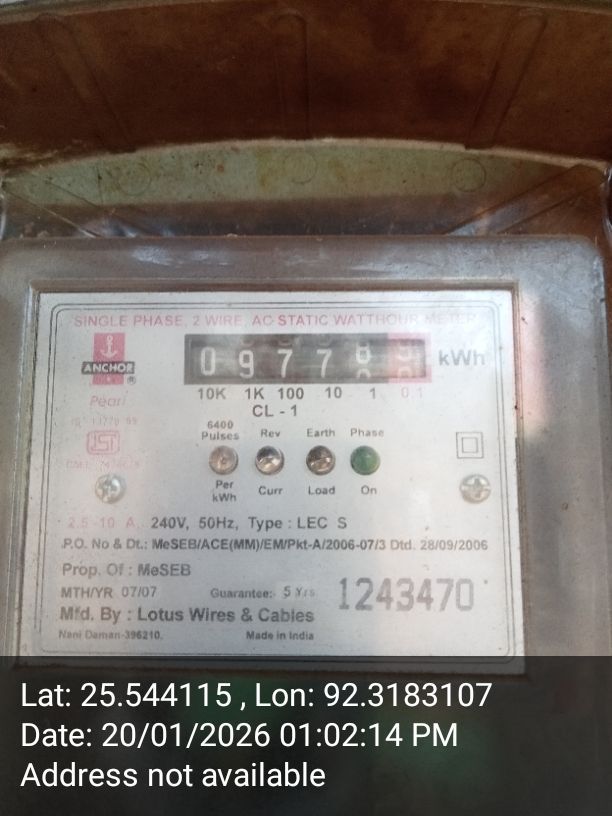 SINGLE PHASE, 2 WIRE, AC STATIC WATTHOUR METER
ANCHOR
®
Pearl
0 9 7 7 kWh
10K 1K 100 10 1 0.1
CL - 1
6400 Pulses Rev Earth Phase
Per kWh Curr Load On
2.5-10 A, 240V, 50Hz, Type : LEC S
P.O. No & Dt.: MeSEB/ACE(MM)/EM/Pkt-A/2006-07/3 Dtd. 28/09/2006
Prop. Of : MeSEB
MTH/YR 07/07 Guarantee:- 5 Yrs
1243470
Mfd. By : Lotus Wires & Cables
Nani Daman-396210. Made in India
Lat: 25.544115 , Lon: 92.3183107
Date: 20/01/2026 01:02:14 PM
Address not available